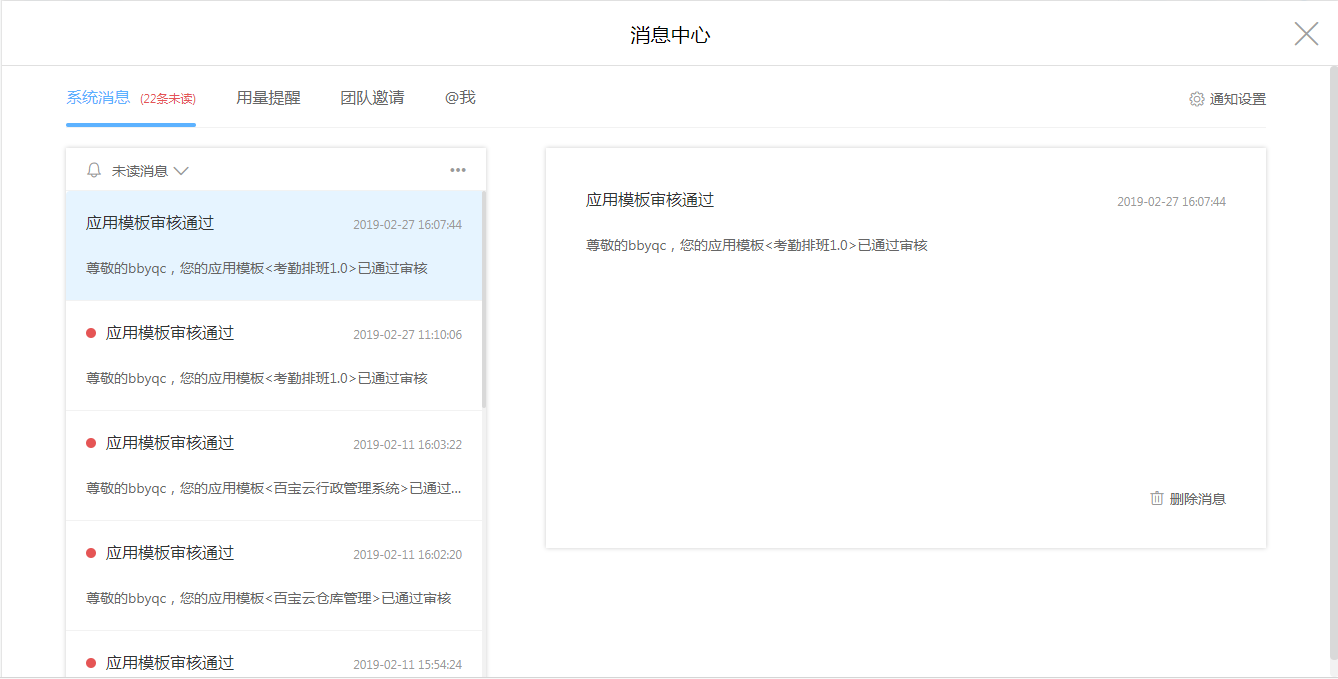 消息中心
系统消息 (22条未读) 用量提醒 团队邀请 @我 通知设置
未读消息
应用模板审核通过 2019-02-27 16:07:44
尊敬的bbyqc，您的应用模板<考勤排班1.0>已通过审核
应用模板审核通过 2019-02-27 11:10:06
尊敬的bbyqc，您的应用模板<考勤排班1.0>已通过审核
应用模板审核通过 2019-02-11 16:03:22
尊敬的bbyqc，您的应用模板<百宝云行政管理系统>已通过...
应用模板审核通过 2019-02-11 16:02:20
尊敬的bbyqc，您的应用模板<百宝云仓库管理>已通过审核
应用模板审核通过 2019-02-11 15:54:24
应用模板审核通过 2019-02-27 16:07:44
尊敬的bbyqc，您的应用模板<考勤排班1.0>已通过审核
删除消息